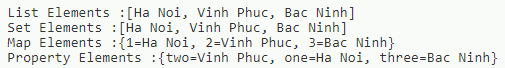 List Elements :[Ha Noi, Vinh Phuc, Bac Ninh]
Set Elements :[Ha Noi, Vinh Phuc, Bac Ninh]
Map Elements :{1=Ha Noi, 2=Vinh Phuc, 3=Bac Ninh}
Property Elements :{two=Vinh Phuc, one=Ha Noi, three=Bac Ninh}